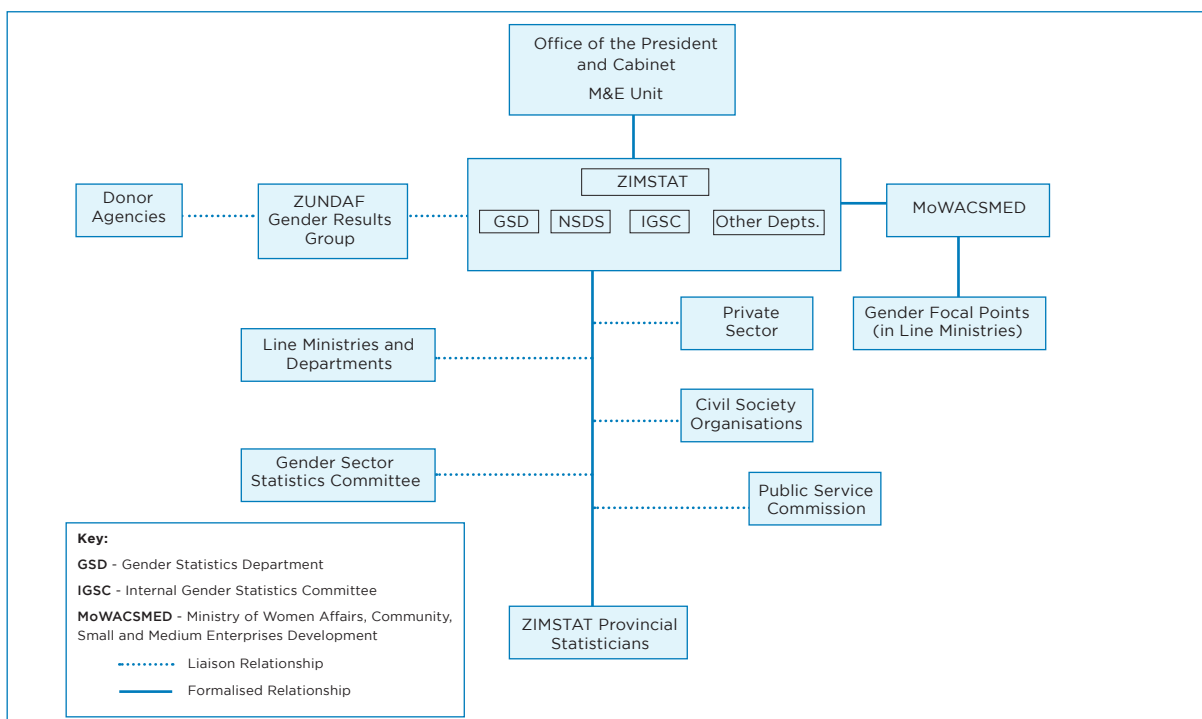 Office of the President
and Cabinet
M&E Unit
ZIMSTAT
GSD
NSDS
IGSC
Other Depts.
Donor
Agencies
ZUNDAF
Gender Results
Group
MoWACSMED
Gender Focal Points
(in Line Ministries)
Private
Sector
Line Ministries and
Departments
Civil Society
Organisations
Gender Sector
Statistics Committee
Public Service
Commission
ZIMSTAT Provincial
Statisticians
Key:
GSD - Gender Statistics Department
IGSC - Internal Gender Statistics Committee
MoWACSMED - Ministry of Women Affairs, Community,
Small and Medium Enterprises Development
Liaison Relationship
Formalised Relationship